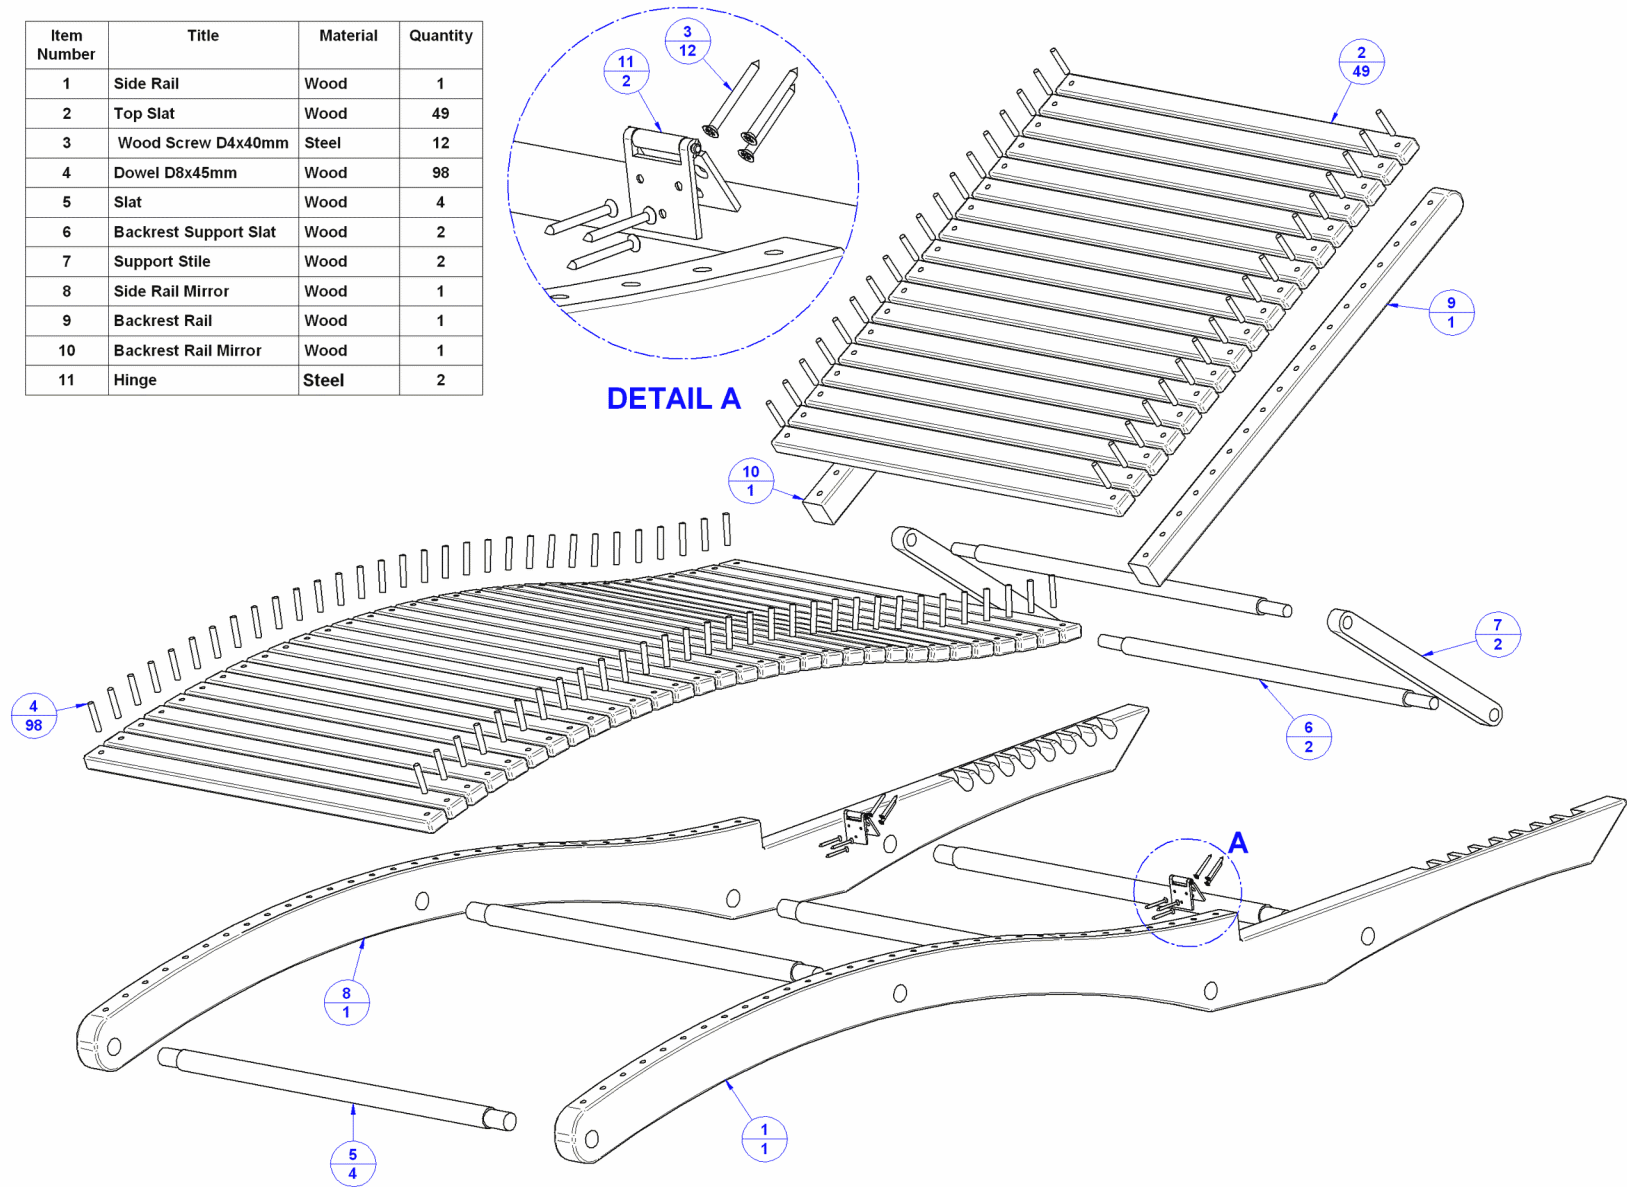 Item Number Title Material Quantity
1 Side Rail Wood 1
2 Top Slat Wood 49
3 Wood Screw D4x40mm Steel 12
4 Dowel D8x45mm Wood 98
5 Slat Wood 4
6 Backrest Support Slat Wood 2
7 Support Stile Wood 2
8 Side Rail Mirror Wood 1
9 Backrest Rail Wood 1
10 Backrest Rail Mirror Wood 1
11 Hinge Steel 2
3
12
11
2
DETAIL A
2
49
9
1
10
1
7
2
6
2
4
98
A
8
1
1
1
5
4